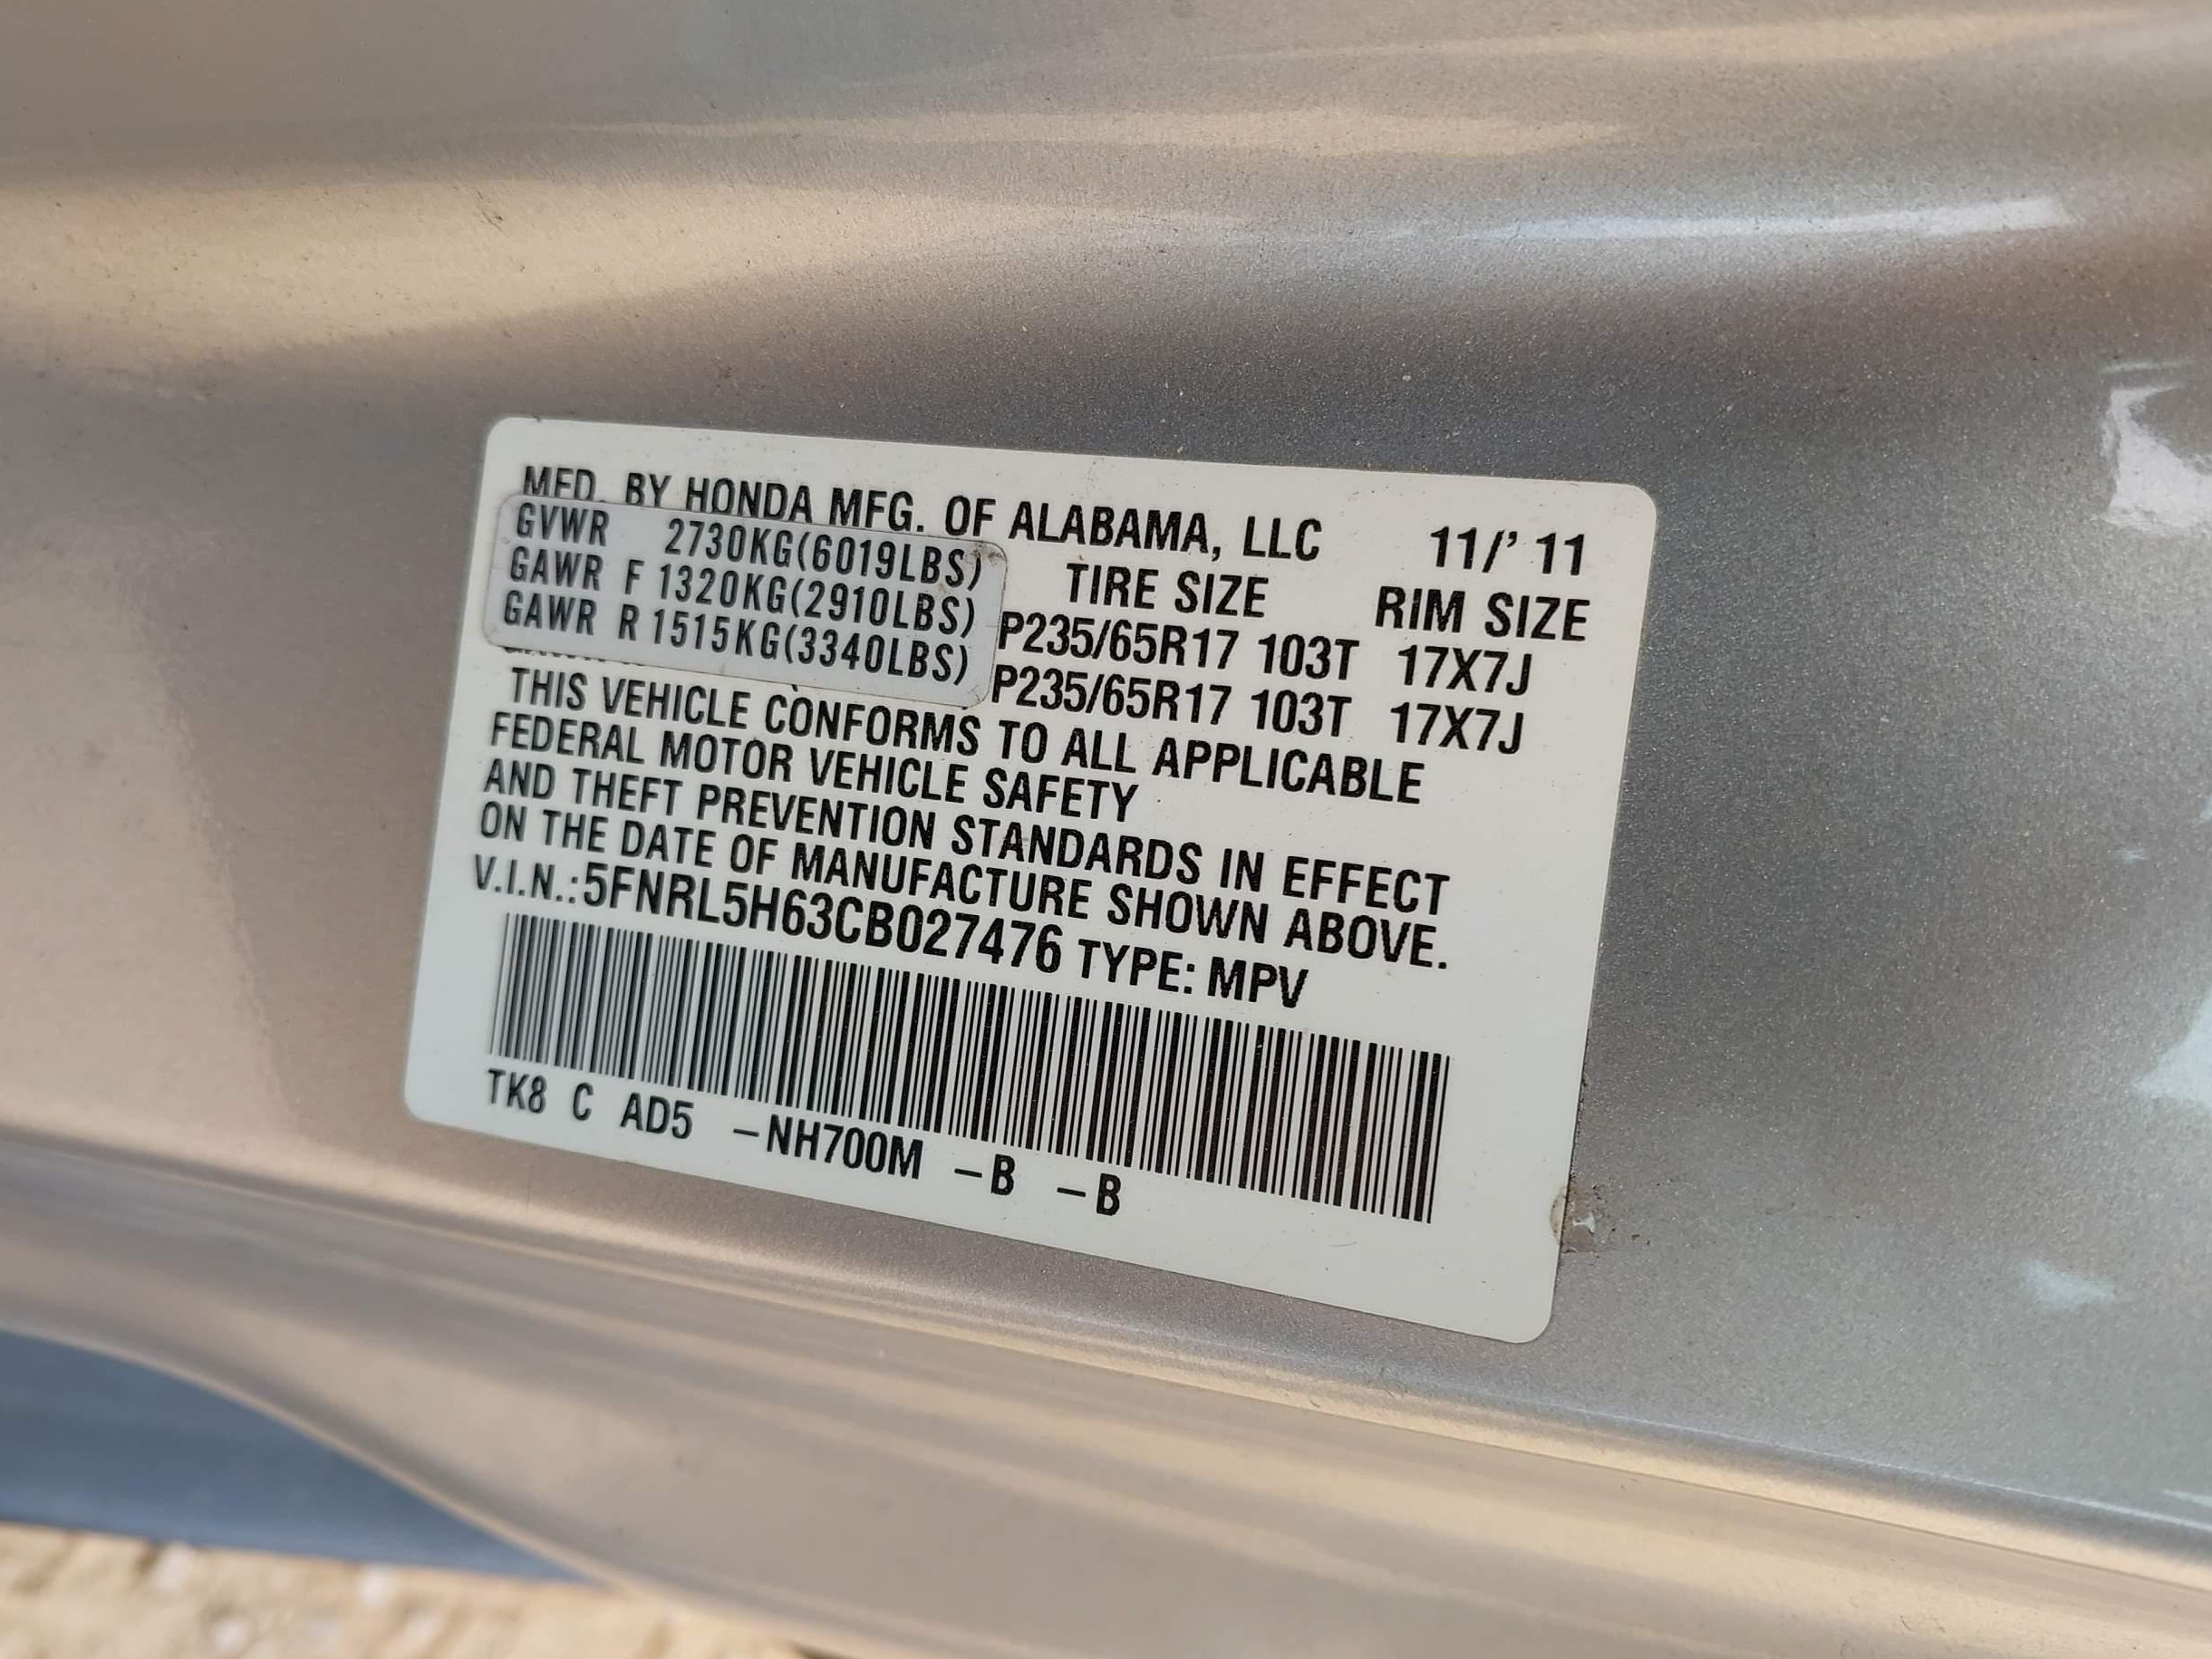 MFD. BY HONDA MFG. OF ALABAMA, LLC 11/' 11
GVWR 2730KG(6019LBS) TIRE SIZE RIM SIZE
GAWR F 1320KG(2910LBS) P235/65R17 103T 17X7J
GAWR R 1515KG(3340LBS) P235/65R17 103T 17X7J
THIS VEHICLE CONFORMS TO ALL APPLICABLE
FEDERAL MOTOR VEHICLE SAFETY
AND THEFT PREVENTION STANDARDS IN EFFECT
ON THE DATE OF MANUFACTURE SHOWN ABOVE.
V.I.N.:5FNRL5H63CB027476 TYPE: MPV
TK8 C AD5 –NH700M –B –B